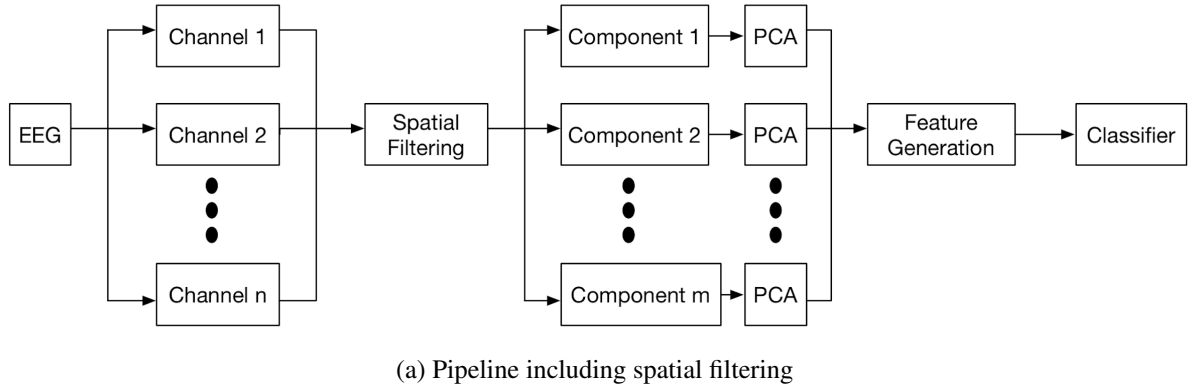 EEG
Channel 1
Channel 2
Channel n
Spatial
Filtering
Component 1
PCA
Component 2
PCA
Component m
PCA
Feature
Generation
Classifier
(a) Pipeline including spatial filtering